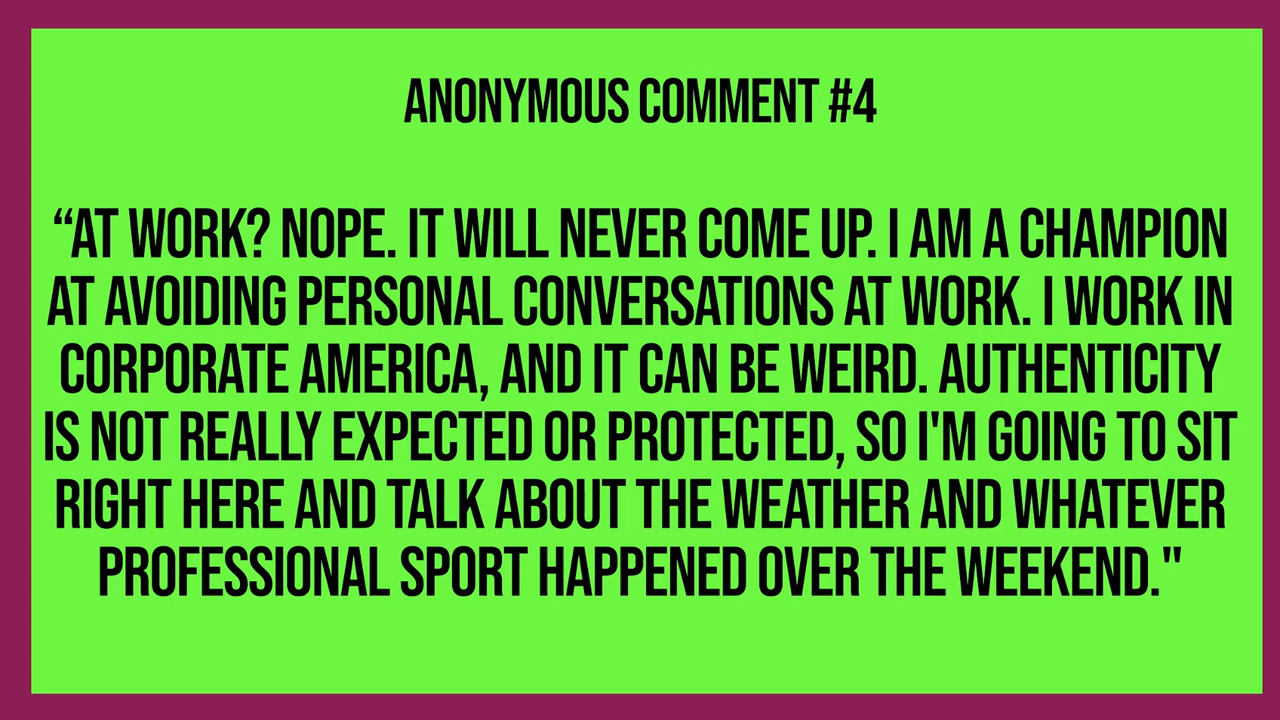 ANONYMOUS COMMENT #4
“AT WORK? NOPE. IT WILL NEVER COME UP. I AM A CHAMPION
AT AVOIDING PERSONAL CONVERSATIONS AT WORK. I WORK IN
CORPORATE AMERICA, AND IT CAN BE WEIRD. AUTHENTICITY
IS NOT REALLY EXPECTED OR PROTECTED, SO I'M GOING TO SIT
RIGHT HERE AND TALK ABOUT THE WEATHER AND WHATEVER
PROFESSIONAL SPORT HAPPENED OVER THE WEEKEND."